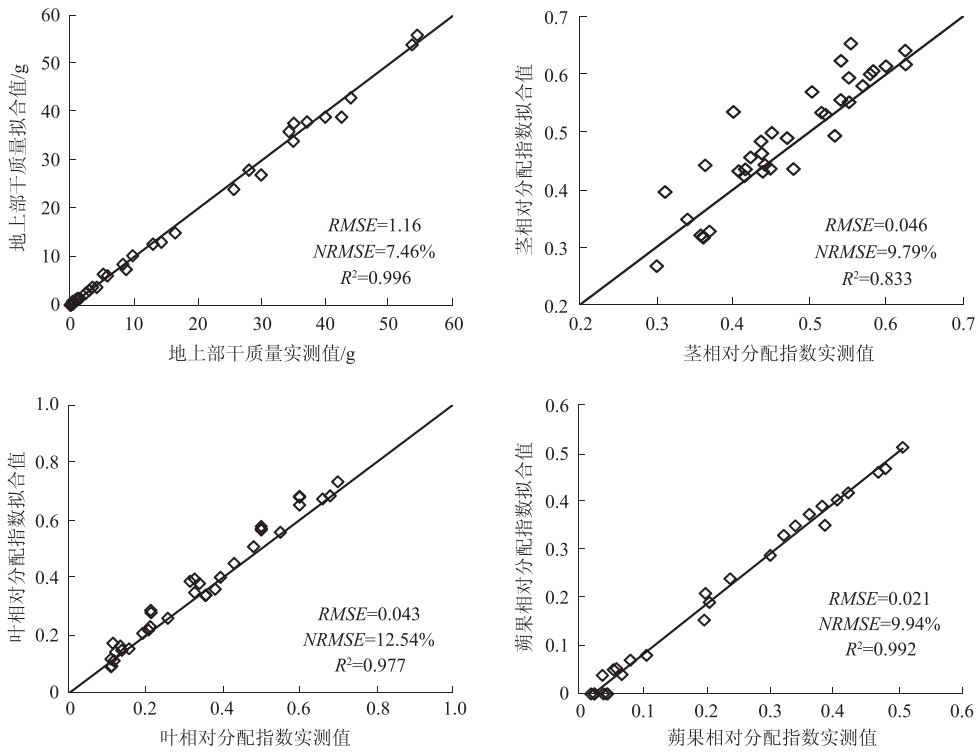 60
50
40
30
20
10
0
地上部干质量拟合值/g
RMSE=1.16
NRMSE=7.46%
R²=0.996
0 10 20 30 40 50 60
地上部干质量实测值/g
0.7
0.6
0.5
0.4
0.3
0.2
茎相对分配指数拟合值
RMSE=0.046
NRMSE=9.79%
R²=0.833
0.2 0.3 0.4 0.5 0.6 0.7
茎相对分配指数实测值
1.0
0.8
0.6
0.4
0.2
0
叶相对分配指数拟合值
RMSE=0.043
NRMSE=12.54%
R²=0.977
0 0.2 0.4 0.6 0.8 1.0
叶相对分配指数实测值
0.6
0.5
0.4
0.3
0.2
0.1
0
蒴果相对分配指数拟合值
RMSE=0.021
NRMSE=9.94%
R²=0.992
0 0.1 0.2 0.3 0.4 0.5 0.6
蒴果相对分配指数实测值